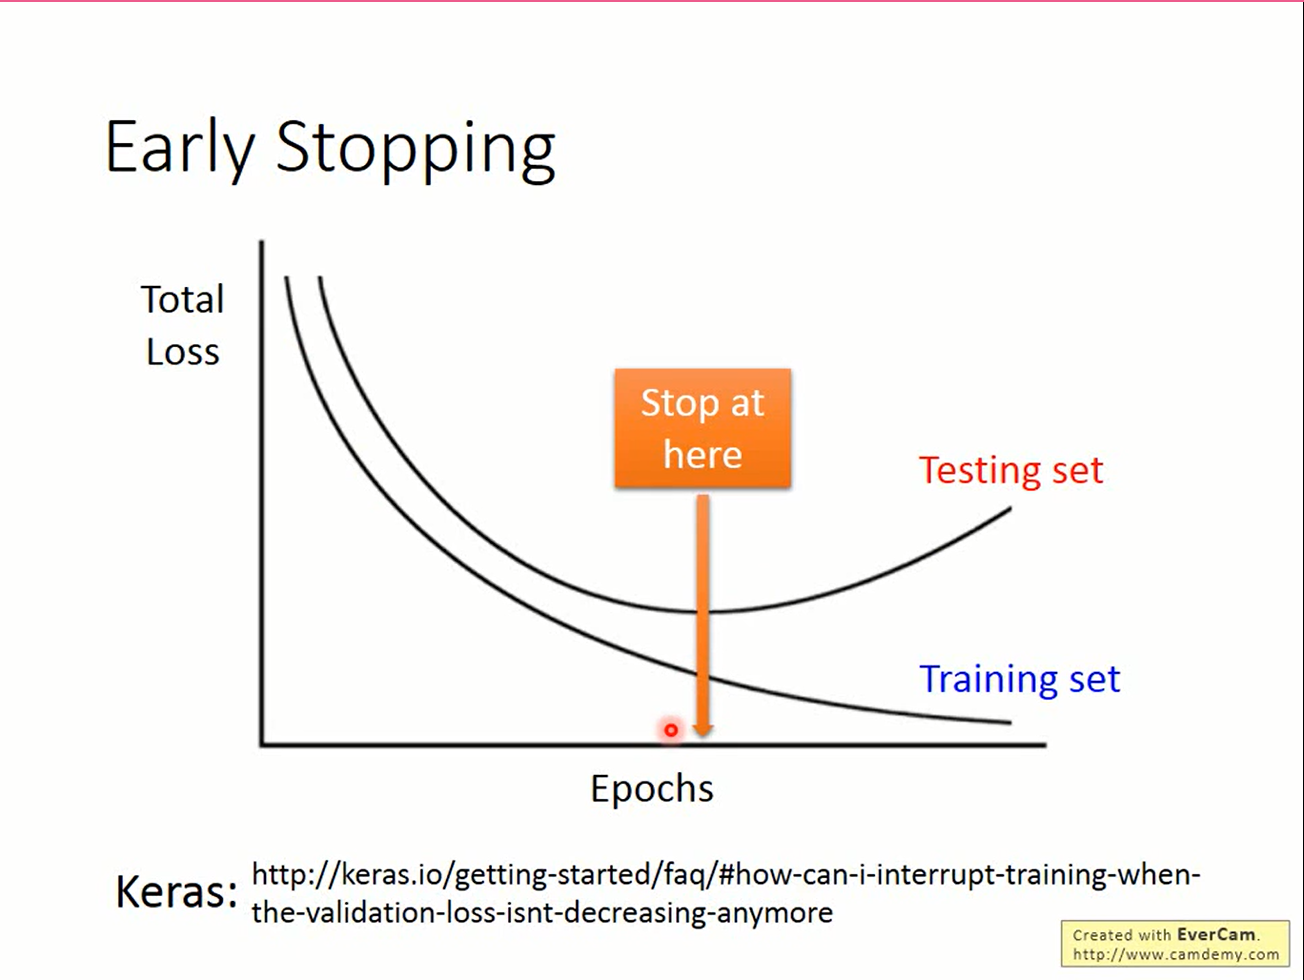 Early Stopping
Total
Loss
Stop at
here
Testing set
Training set
Epochs
Keras:
http://keras.io/getting-started/faq/#how-can-i-interrupt-training-when-
the-validation-loss-isnt-decreasing-anymore
Created with EverCam.
http://www.camdemy.com